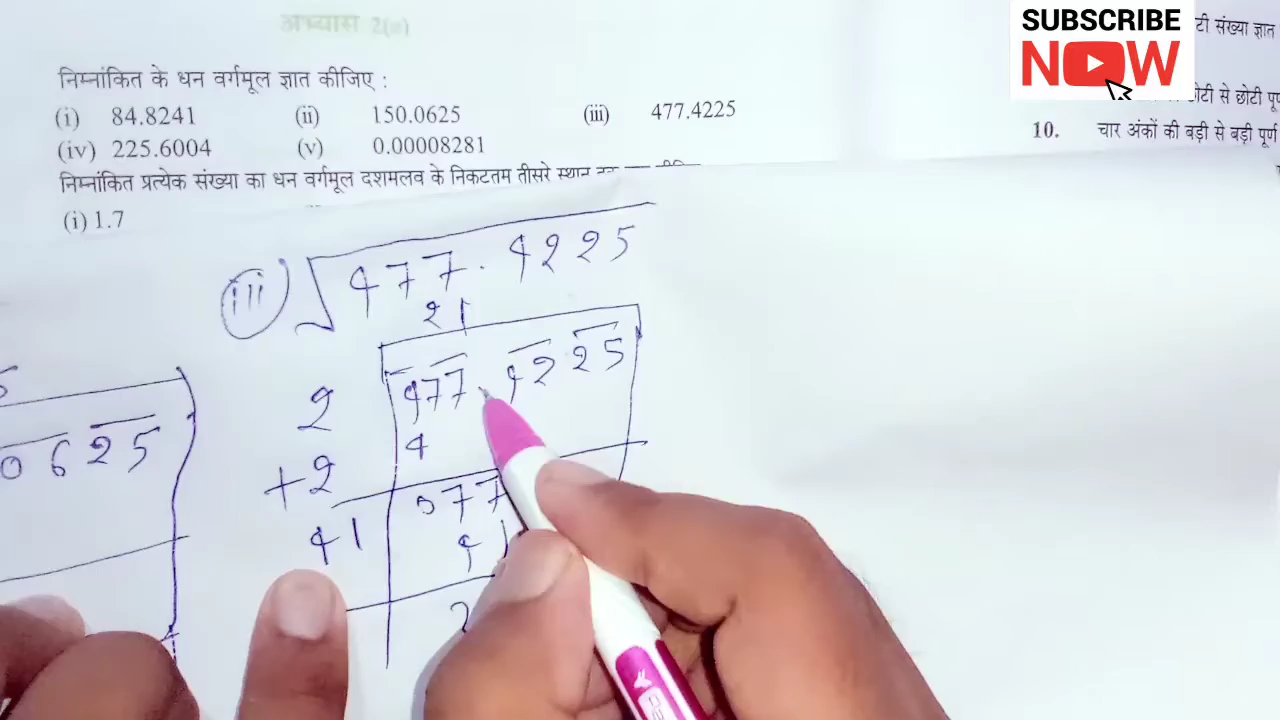 अभ्यास 2(a)
SUBSCRIBE
NOW
टी संख्या ज्ञात
निम्नांकित के धन वर्गमूल ज्ञात कीजिए :
(i) 84.8241 (ii) 150.0625 (iii) 477.4225
(iv) 225.6004 (v) 0.00008281
छोटी से छोटी पू
10. चार अंकों की बड़ी से बड़ी पूर्ण
निम्नांकित प्रत्येक संख्या का धन वर्गमूल दशमलव के निकटतम तीसरे स्थान
(i) 1.7
(iii) √477.4225
21
2 477.4225
+2 4
41 077
41
2
5
0625